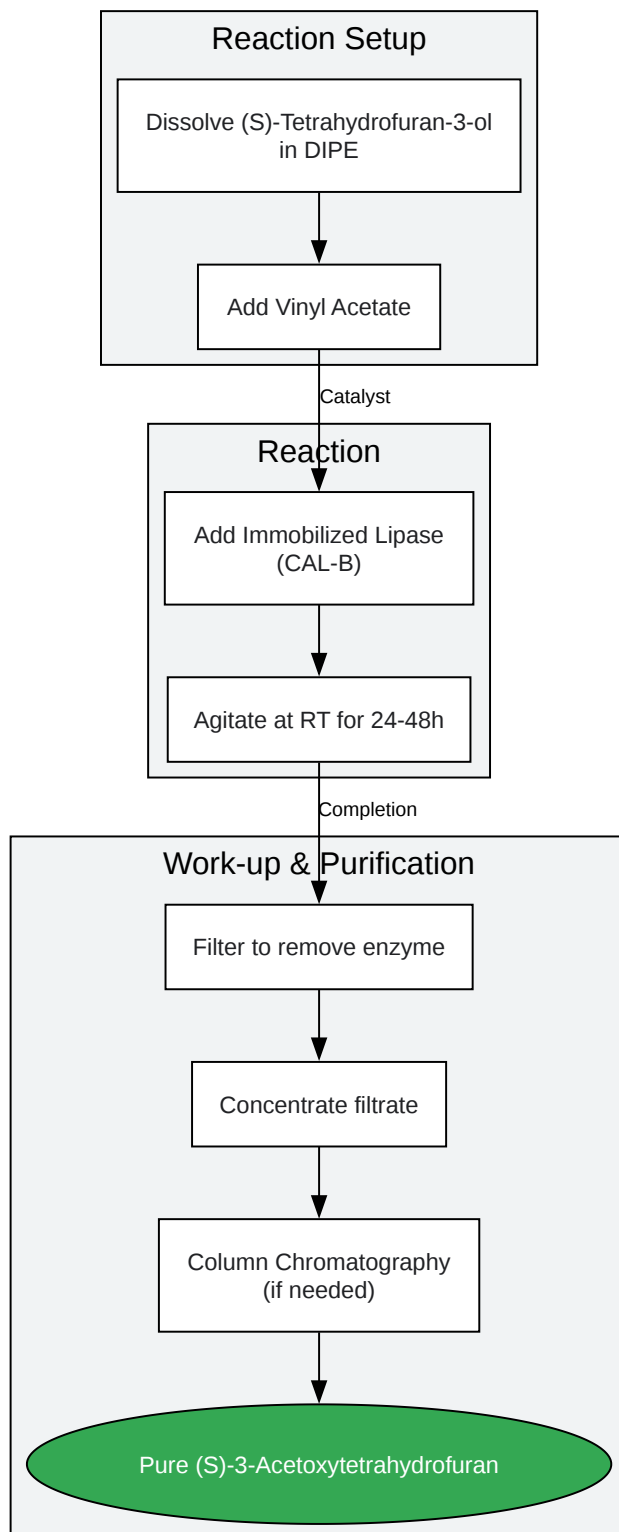 Reaction Setup
Dissolve (S)-Tetrahydrofuran-3-ol
in DIPE
Add Vinyl Acetate
Catalyst
Reaction
Add Immobilized Lipase
(CAL-B)
Agitate at RT for 24-48h
Completion
Work-up & Purification
Filter to remove enzyme
Concentrate filtrate
Column Chromatography
(if needed)
Pure (S)-3-Acetoxytetrahydrofuran